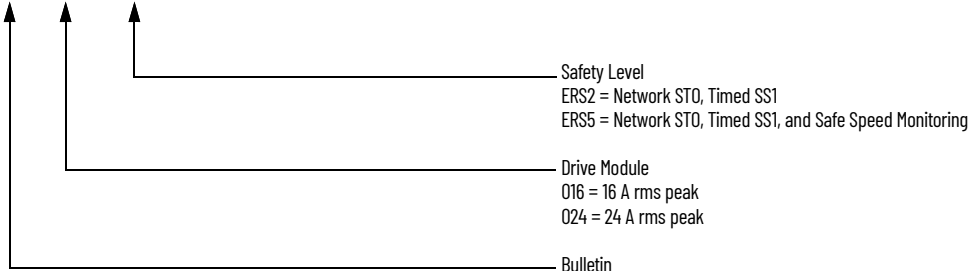 Safety Level
ERS2 = Network STO, Timed SS1
ERS5 = Network STO, Timed SS1, and Safe Speed Monitoring
Drive Module
016 = 16 A rms peak
024 = 24 A rms peak
Bulletin